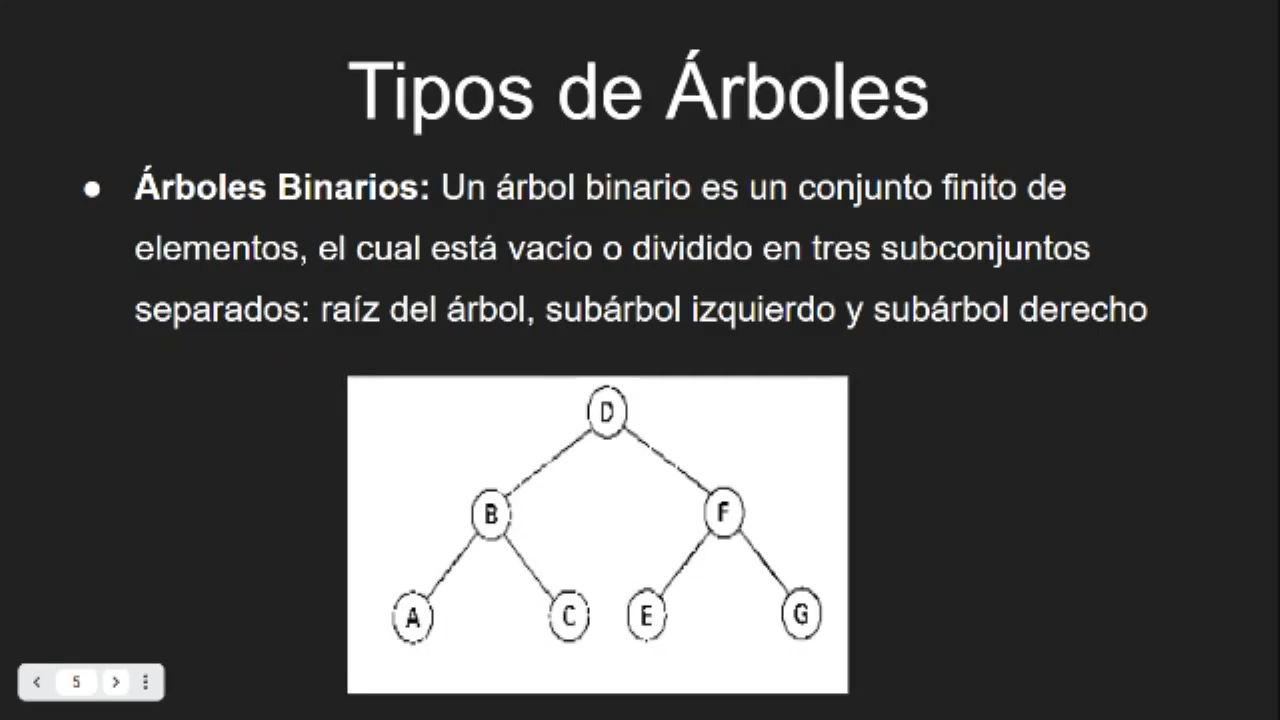 Tipos de Árboles
● Árboles Binarios: Un árbol binario es un conjunto finito de
elementos, el cual está vacío o dividido en tres subconjuntos
separados: raíz del árbol, subárbol izquierdo y subárbol derecho
D
B F
A C E G
5